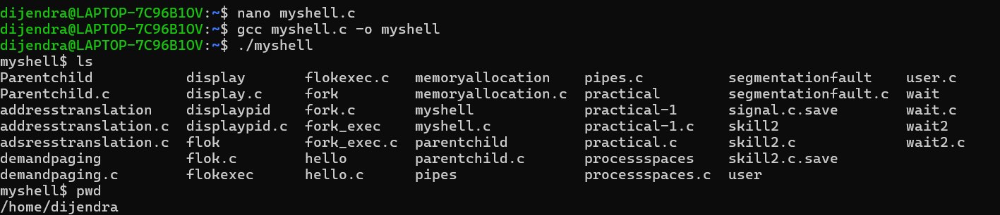 dijendra@LAPTOP-7C96B1OV:~$ nano myshell.c
dijendra@LAPTOP-7C96B1OV:~$ gcc myshell.c -o myshell
dijendra@LAPTOP-7C96B1OV:~$ ./myshell
myshell$ ls
Parentchild display flokexec.c memoryallocation pipes.c segmentationfault user.c
Parentchild.c display.c fork memoryallocation.c practical segmentationfault.c wait
addresstranslation displaypid fork.c myshell practical-1 signal.c.save wait.c
addresstranslation.c displaypid.c fork_exec myshell.c practical-1.c skill2 wait2
adsresstranslation.c flok fork_exec.c parentchild practical.c skill2.c wait2.c
demandpaging flok.c hello parentchild.c processspaces skill2.c.save
demandpaging.c flokexec hello.c pipes processspaces.c user
myshell$ pwd
/home/dijendra